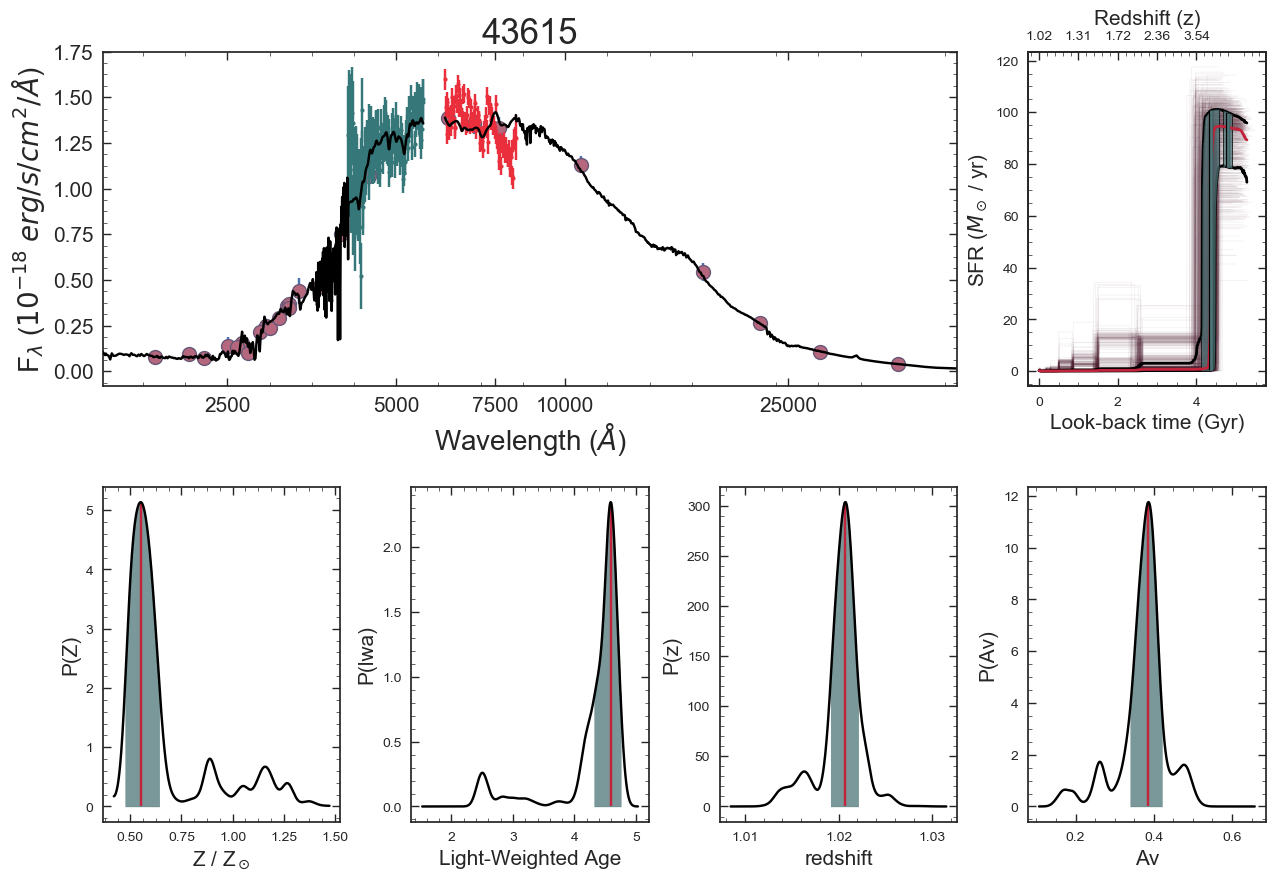 43615
F_λ (10^{-18} erg/s/cm^2/Å)
1.75
1.50
1.25
1.00
0.75
0.50
0.25
0.00
2500 5000 7500 10000 25000
Wavelength (Å)
Redshift (z)
1.02 1.31 1.72 2.36 3.54
SFR (M_⊙ / yr)
120
100
80
60
40
20
0
0 2 4
Look-back time (Gyr)
P(Z)
5
4
3
2
1
0
0.50 0.75 1.00 1.25 1.50
Z / Z_⊙
P(lwa)
2.0
1.5
1.0
0.5
0.0
2 3 4 5
Light-Weighted Age
P(z)
300
250
200
150
100
50
0
1.01 1.02 1.03
redshift
P(Av)
12
10
8
6
4
2
0
0.2 0.4 0.6
Av